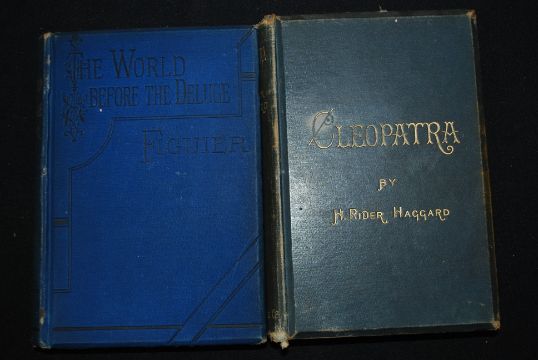 The World
Before the Deluge
Figuier
Cleopatra
BY
H. Rider Haggard